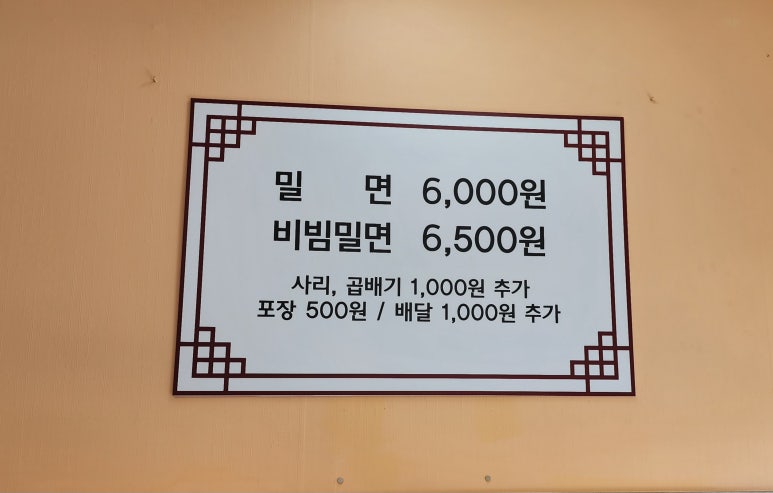 밀 면 6,000원
비빔밀면 6,500원
사리, 곱배기 1,000원 추가
포장 500원 / 배달 1,000원 추가